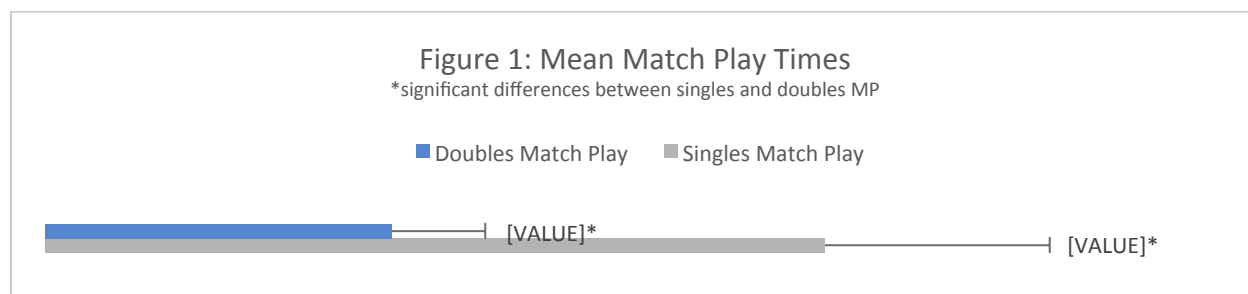 Figure 1: Mean Match Play Times
*significant differences between singles and doubles MP
Doubles Match Play Singles Match Play
[VALUE]*
[VALUE]*